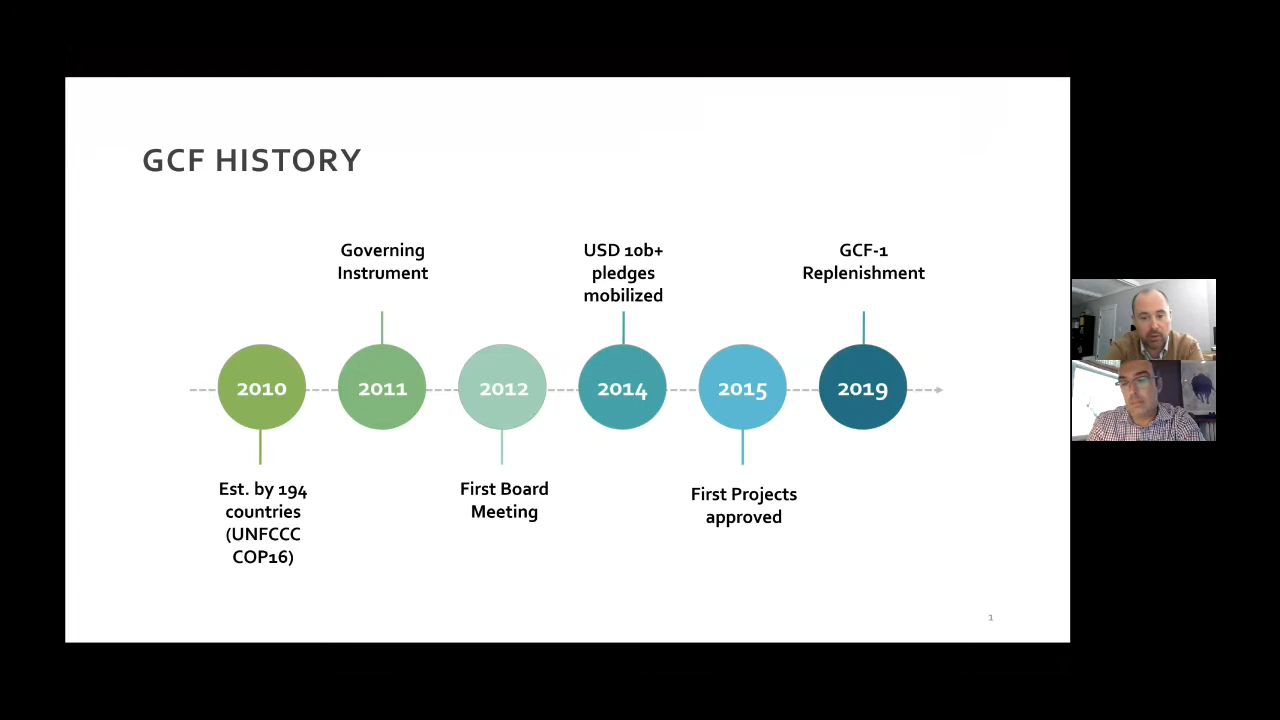 GCF HISTORY
Governing
Instrument
USD 10b+
pledges
mobilized
GCF-1
Replenishment
2010
2011
2012
2014
2015
2019
Est. by 194
countries
(UNFCCC
COP16)
First Board
Meeting
First Projects
approved
1